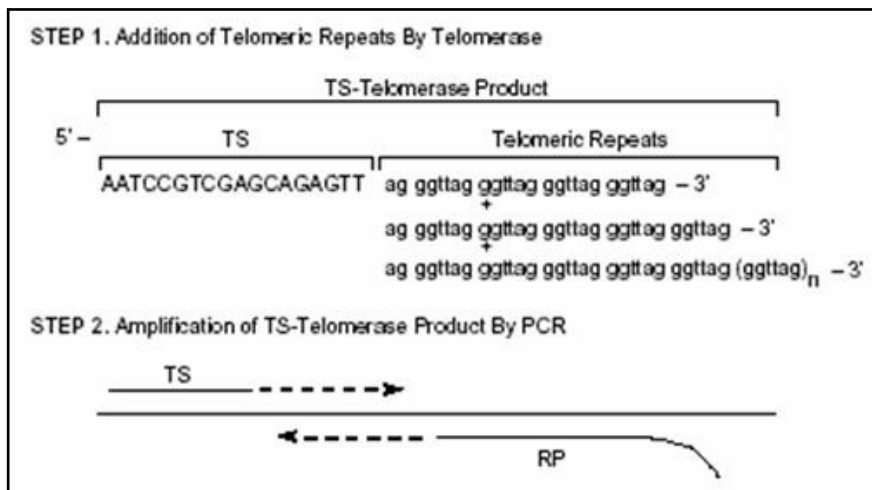 STEP 1. Addition of Telomeric Repeats By Telomerase
TS-Telomerase Product
5' –
TS
Telomeric Repeats
AATCCGTCGAGCAGAGTT ag ggttag ggttag ggttag ggttag – 3'
+
ag ggttag ggttag ggttag ggttag ggttag – 3'
+
ag ggttag ggttag ggttag ggttag ggttag (ggttag)n – 3'
STEP 2. Amplification of TS-Telomerase Product By PCR
TS
RP